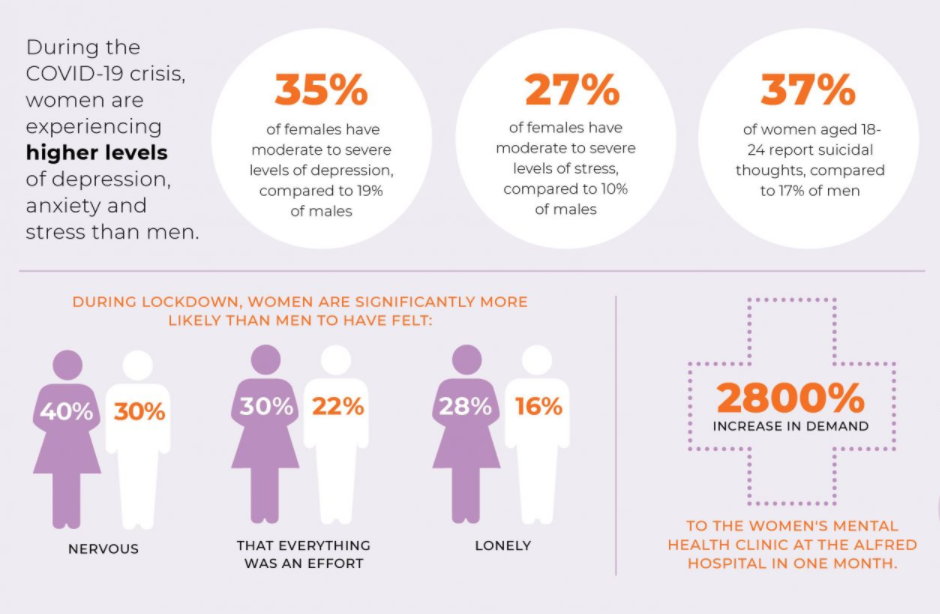 During the
COVID-19 crisis,
women are
experiencing
higher levels
of depression,
anxiety and
stress than men.
35%
of females have
moderate to severe
levels of depression,
compared to 19%
of males
27%
of females have
moderate to severe
levels of stress,
compared to 10%
of males
37%
of women aged 18-
24 report suicidal
thoughts, compared
to 17% of men
DURING LOCKDOWN, WOMEN ARE SIGNIFICANTLY MORE
LIKELY THAN MEN TO HAVE FELT:
40% 30%
NERVOUS
30% 22%
THAT EVERYTHING
WAS AN EFFORT
28% 16%
LONELY
2800%
INCREASE IN DEMAND
TO THE WOMEN'S MENTAL
HEALTH CLINIC AT THE ALFRED
HOSPITAL IN ONE MONTH.